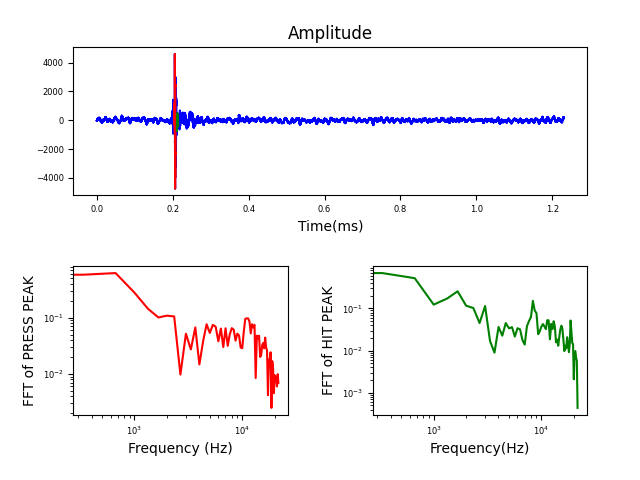 Amplitude
4000
2000
0
−2000
−4000
0.0 0.2 0.4 0.6 0.8 1.0 1.2
Time(ms)
FFT of PRESS PEAK
10⁻¹
10⁻²
10³ 10⁴
Frequency (Hz)
FFT of HIT PEAK
10⁻¹
10⁻²
10⁻³
10³ 10⁴
Frequency(Hz)